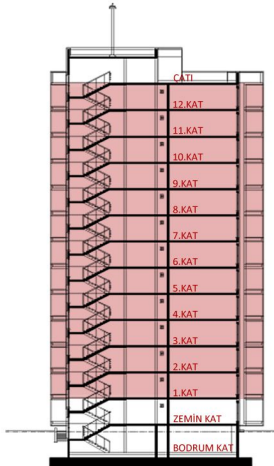 ÇATI
12.KAT
11.KAT
10.KAT
9.KAT
8.KAT
7.KAT
6.KAT
5.KAT
4.KAT
3.KAT
2.KAT
1.KAT
ZEMİN KAT
BODRUM KAT